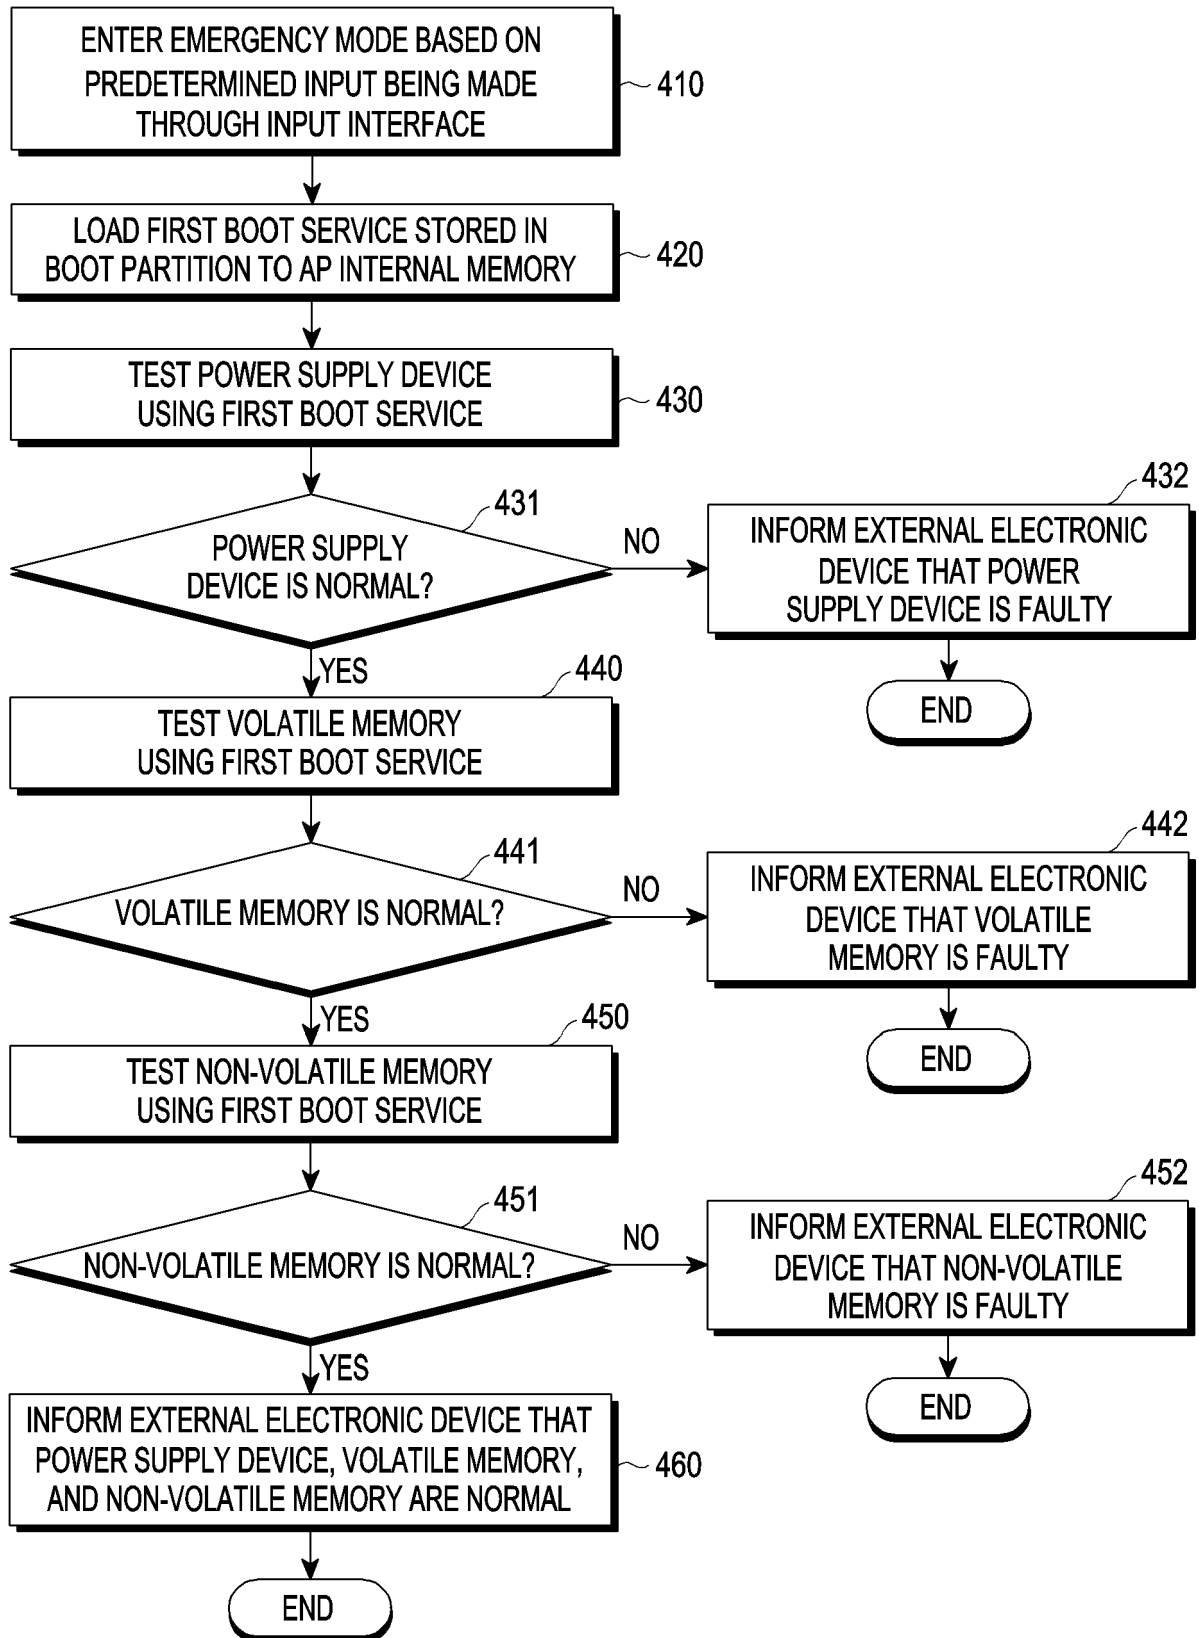 ENTER EMERGENCY MODE BASED ON
PREDETERMINED INPUT BEING MADE
THROUGH INPUT INTERFACE
410
LOAD FIRST BOOT SERVICE STORED IN
BOOT PARTITION TO AP INTERNAL MEMORY
420
TEST POWER SUPPLY DEVICE
USING FIRST BOOT SERVICE
430
431
POWER SUPPLY
DEVICE IS NORMAL?
NO
432
INFORM EXTERNAL ELECTRONIC
DEVICE THAT POWER
SUPPLY DEVICE IS FAULTY
END
YES
440
TEST VOLATILE MEMORY
USING FIRST BOOT SERVICE
441
VOLATILE MEMORY IS NORMAL?
NO
442
INFORM EXTERNAL ELECTRONIC
DEVICE THAT VOLATILE
MEMORY IS FAULTY
END
YES
450
TEST NON-VOLATILE MEMORY
USING FIRST BOOT SERVICE
451
NON-VOLATILE MEMORY IS NORMAL?
NO
452
INFORM EXTERNAL ELECTRONIC
DEVICE THAT NON-VOLATILE
MEMORY IS FAULTY
END
YES
INFORM EXTERNAL ELECTRONIC DEVICE THAT
POWER SUPPLY DEVICE, VOLATILE MEMORY,
AND NON-VOLATILE MEMORY ARE NORMAL
460
END